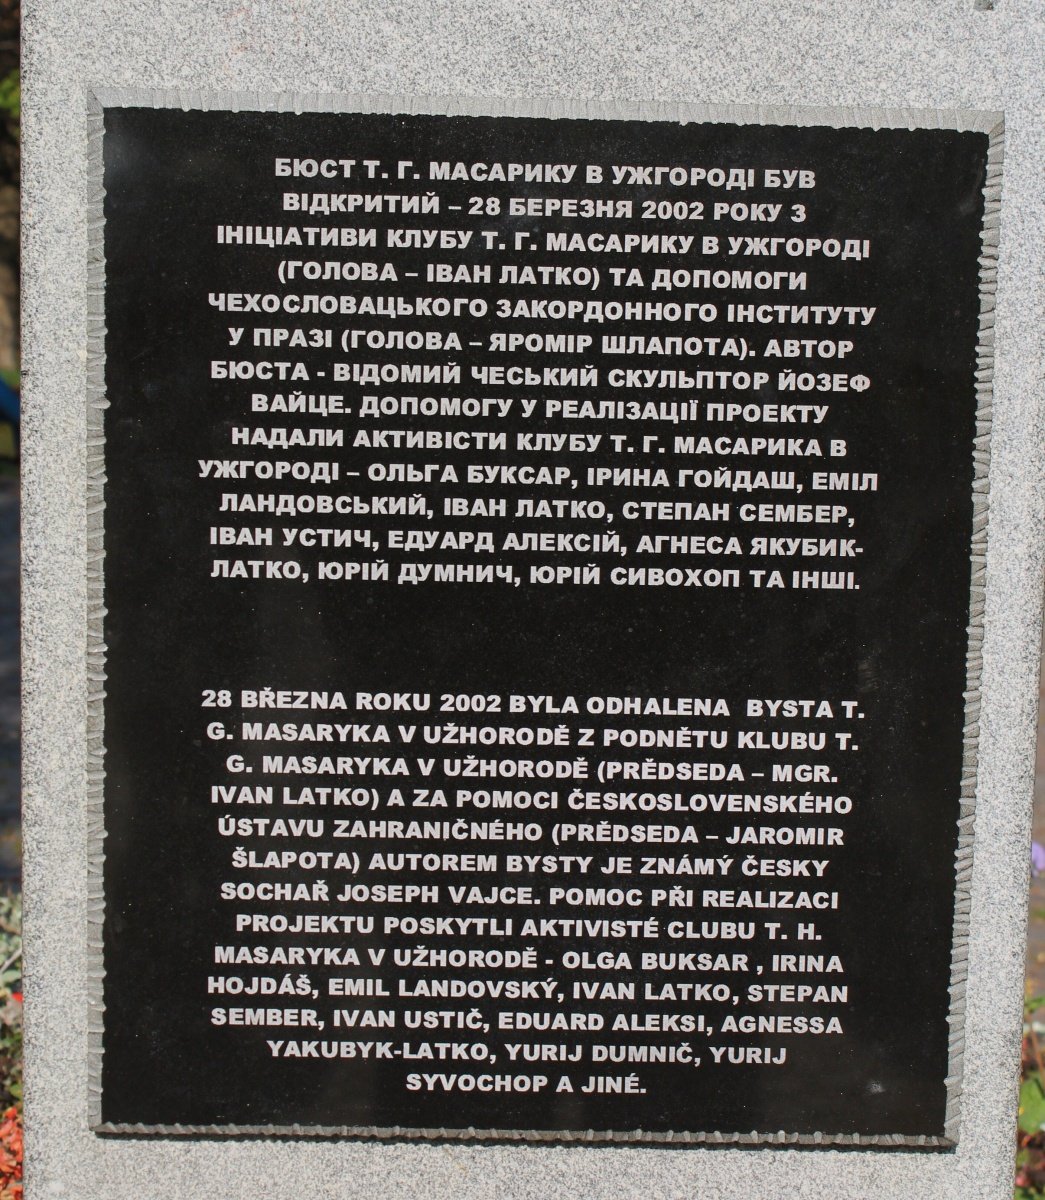 БЮСТ Т. Г. МАСАРИКУ В УЖГОРОДІ БУВ
ВІДКРИТИЙ – 28 БЕРЕЗНЯ 2002 РОКУ З
ІНІЦІАТИВИ КЛУБУ Т. Г. МАСАРИКУ В УЖГОРОДІ
(ГОЛОВА – ІВАН ЛАТКО) ТА ДОПОМОГИ
ЧЕХОСЛОВАЦЬКОГО ЗАКОРДОННОГО ІНСТИТУТУ
У ПРАЗІ (ГОЛОВА – ЯРОМІР ШЛАПОТА). АВТОР
БЮСТА - ВІДОМИЙ ЧЕСЬКИЙ СКУЛЬПТОР ЙОЗЕФ
ВАЙЦЕ. ДОПОМОГУ У РЕАЛІЗАЦІЇ ПРОЕКТУ
НАДАЛИ АКТИВІСТИ КЛУБУ Т. Г. МАСАРИКА В
УЖГОРОДІ – ОЛЬГА БУКСАР, ІРИНА ГОЙДАШ, ЕМІЛ
ЛАНДОВСЬКИЙ, ІВАН ЛАТКО, СТЕПАН СЕМБЕР,
ІВАН УСТИЧ, ЕДУАРД АЛЕКСІЙ, АГНЕСА ЯКУБИК-
ЛАТКО, ЮРІЙ ДУМНИЧ, ЮРІЙ СИВОХОП ТА ІНШІ.
28 BŘEZNA ROKU 2002 BYLA ODHALENA BYSTA T.
G. MASARYKA V UŽHORODĚ Z PODNĚTU KLUBU T.
G. MASARYKA V UŽHORODĚ (PRĚDSEDA – MGR.
IVAN LATKO) A ZA POMOCI ČESKOSLOVENSKÉHO
ÚSTAVU ZAHRANIČNÉHO (PRĚDSEDA – JAROMIR
ŠLAPOTA) AUTOREM BYSTY JE ZNÁMÝ ČESKY
SOCHAŘ JOSEPH VAJCE. POMOC PŘI REALIZACI
PROJEKTU POSKYTLI AKTIVISTÉ CLUBU T. H.
MASARYKA V UŽHORODĚ - OLGA BUKSAR , IRINA
HOJDÁŠ, EMIL LANDOVSKÝ, IVAN LATKO, STEPAN
SEMBER, IVAN USTIČ, EDUARD ALEKSI, AGNESSA
YAKUBYK-LATKO, YURIJ DUMNIČ, YURIJ
SYVOCHOP A JINÉ.